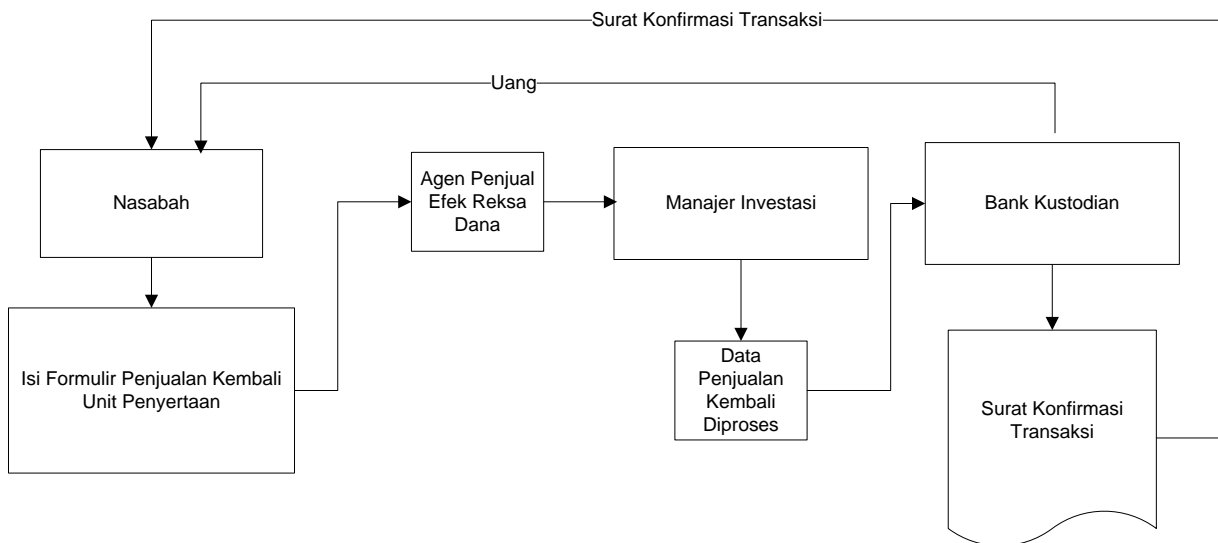 Surat Konfirmasi Transaksi
Uang
Nasabah
Agen Penjual
Efek Reksa
Dana
Manajer Investasi
Bank Kustodian
Isi Formulir Penjualan Kembali
Unit Penyertaan
Data
Penjualan
Kembali
Diproses
Surat Konfirmasi
Transaksi